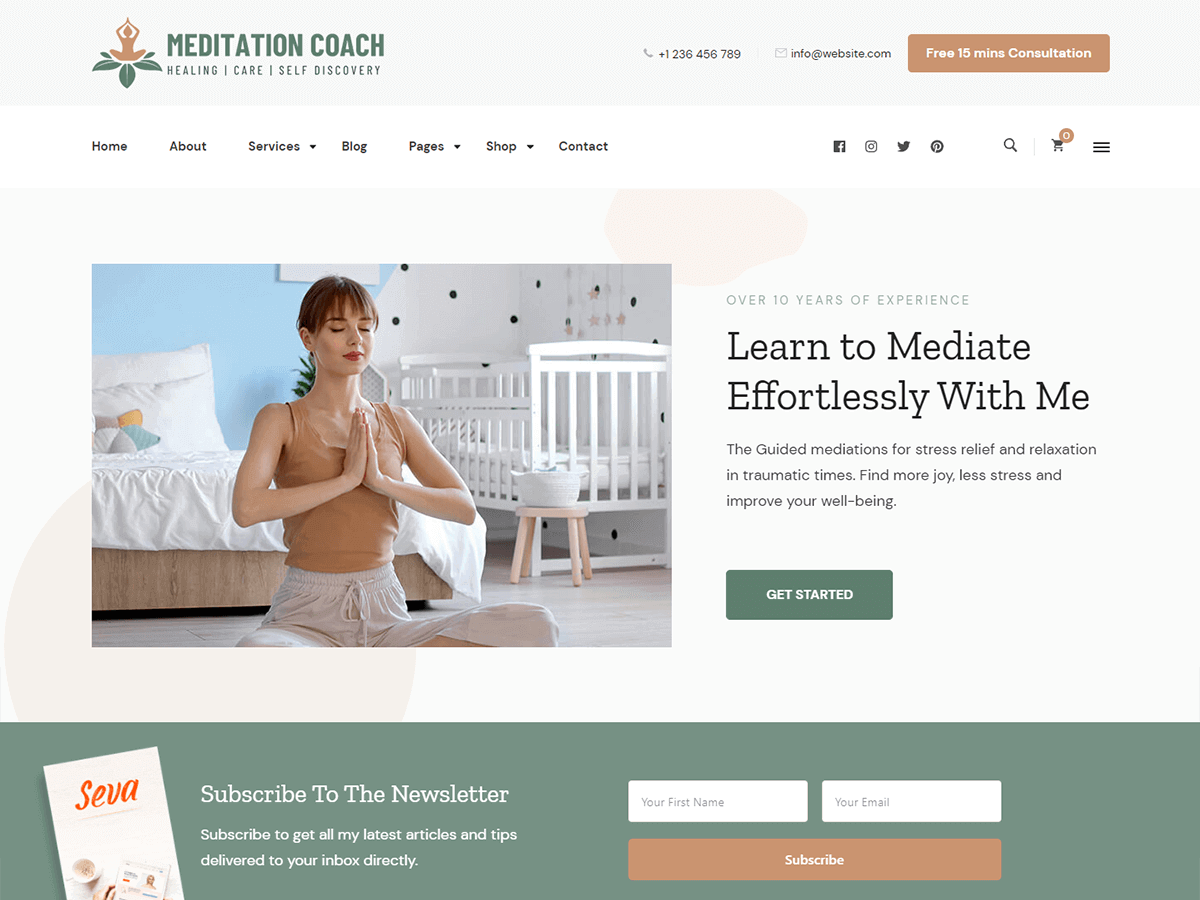 MEDITATION COACH
HEALING | CARE | SELF DISCOVERY
+1 236 456 789
info@website.com
Free 15 mins Consultation
Home
About
Services
Blog
Pages
Shop
Contact
0
OVER 10 YEARS OF EXPERIENCE
Learn to Mediate
Effortlessly With Me
The Guided mediations for stress relief and relaxation
in traumatic times. Find more joy, less stress and
improve your well-being.
GET STARTED
Seva
Subscribe To The Newsletter
Subscribe to get all my latest articles and tips
delivered to your inbox directly.
Your First Name
Your Email
Subscribe